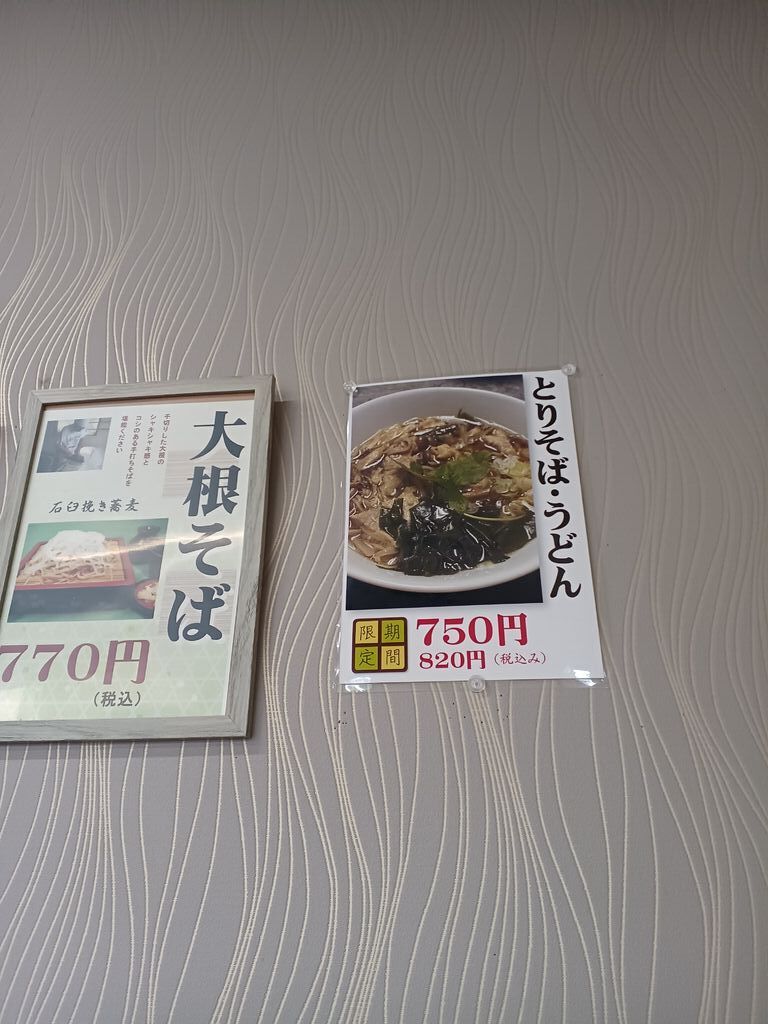 大根そば
千切りした大根の
シャキシャキ感と
コシのある手打ちそばを
堪能ください
石臼挽き蕎麦
770円
(税込)
とりそば・うどん
期間
限定
750円
820円(税込み)